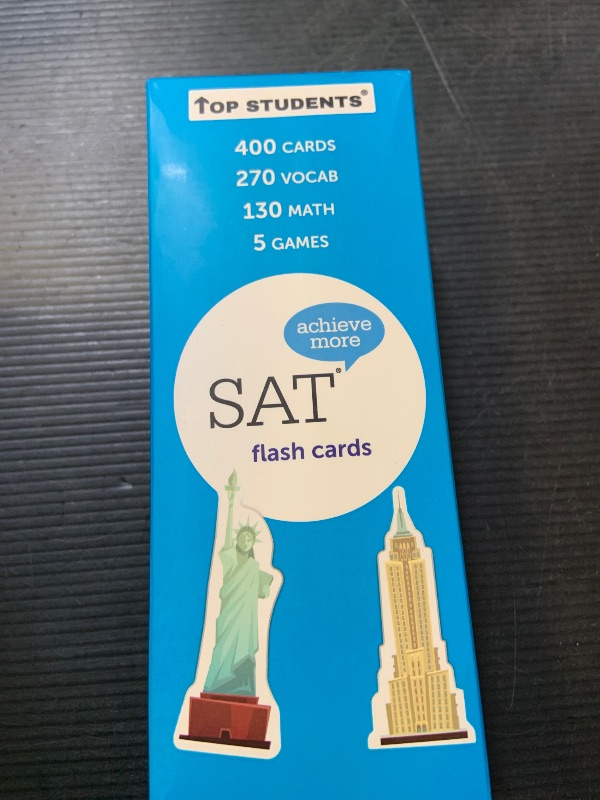 TOP STUDENTS®
400 CARDS
270 VOCAB
130 MATH
5 GAMES
achieve
more
SAT®
flash cards